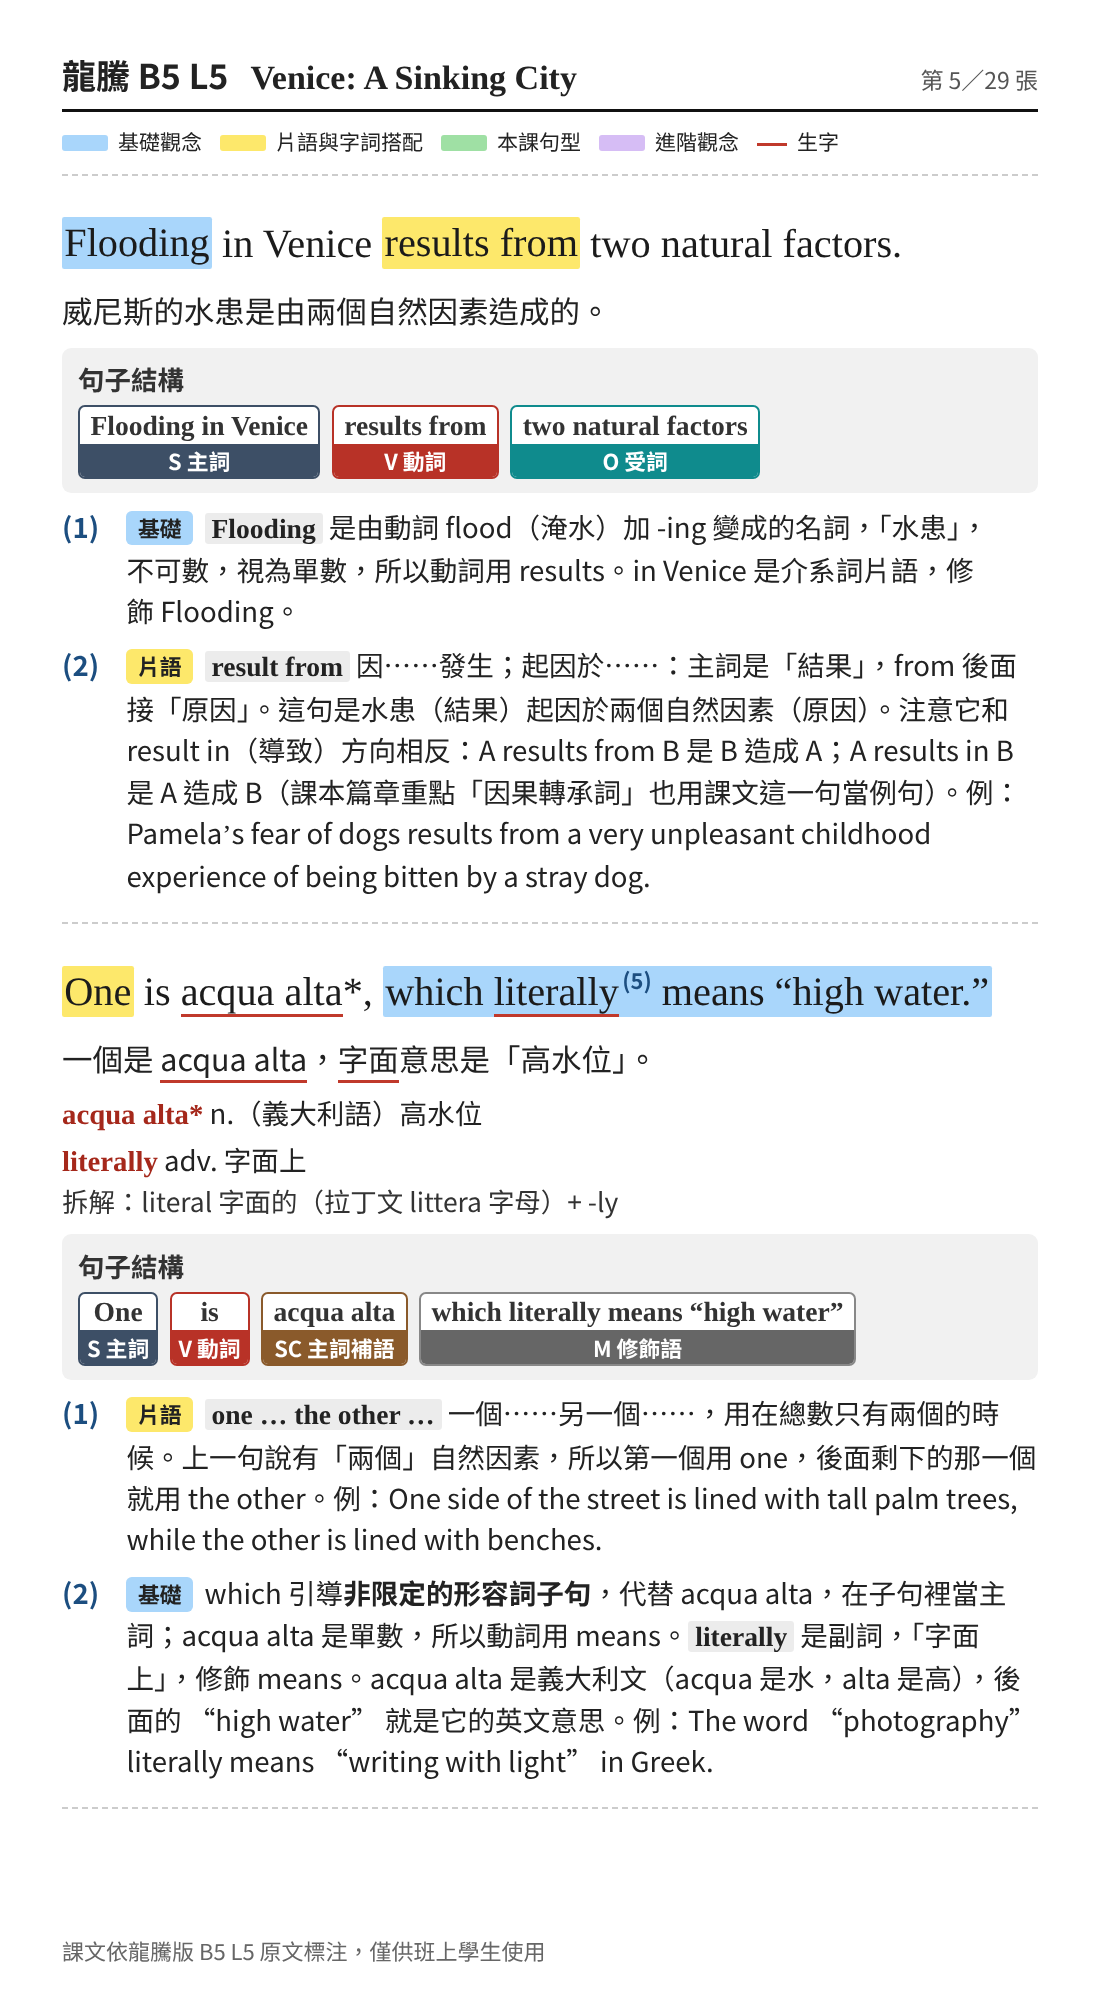 龍騰 B5 L5 Venice: A Sinking City
第 5／29 張
基礎觀念 片語與字詞搭配 本課句型 進階觀念 生字
Flooding in Venice results from two natural factors.
威尼斯的水患是由兩個自然因素造成的。
句子結構
Flooding in Venice results from two natural factors
S 主詞 V 動詞 O 受詞
(1) 基礎 Flooding 是由動詞 flood（淹水）加 -ing 變成的名詞，「水患」，
不可數，視為單數，所以動詞用 results。in Venice 是介系詞片語，修
飾 Flooding。
(2) 片語 result from 因……發生；起因於……：主詞是「結果」，from 後面
接「原因」。這句是水患（結果）起因於兩個自然因素（原因）。注意它和
result in（導致）方向相反：A results from B 是 B 造成 A；A results in B
是 A 造成 B（課本篇章重點「因果轉承詞」也用課文這一句當例句）。例：
Pamela’s fear of dogs results from a very unpleasant childhood
experience of being bitten by a stray dog.
One is acqua alta*, which literally(5) means “high water.”
一個是 acqua alta，字面意思是「高水位」。
acqua alta* n.（義大利語）高水位
literally adv. 字面上
拆解：literal 字面的（拉丁文 littera 字母）+ -ly
句子結構
One is acqua alta which literally means “high water”
S 主詞 V 動詞 SC 主詞補語 M 修飾語
(1) 片語 one … the other … 一個……另一個……，用在總數只有兩個的時
候。上一句說有「兩個」自然因素，所以第一個用 one，後面剩下的那一個
就用 the other。例：One side of the street is lined with tall palm trees,
while the other is lined with benches.
(2) 基礎 which 引導非限定的形容詞子句，代替 acqua alta，在子句裡當主
詞；acqua alta 是單數，所以動詞用 means。literally 是副詞，「字面
上」，修飾 means。acqua alta 是義大利文（acqua 是水，alta 是高），後
面的 “high water” 就是它的英文意思。例：The word “photography”
literally means “writing with light” in Greek.
課文依龍騰版 B5 L5 原文標注，僅供班上學生使用